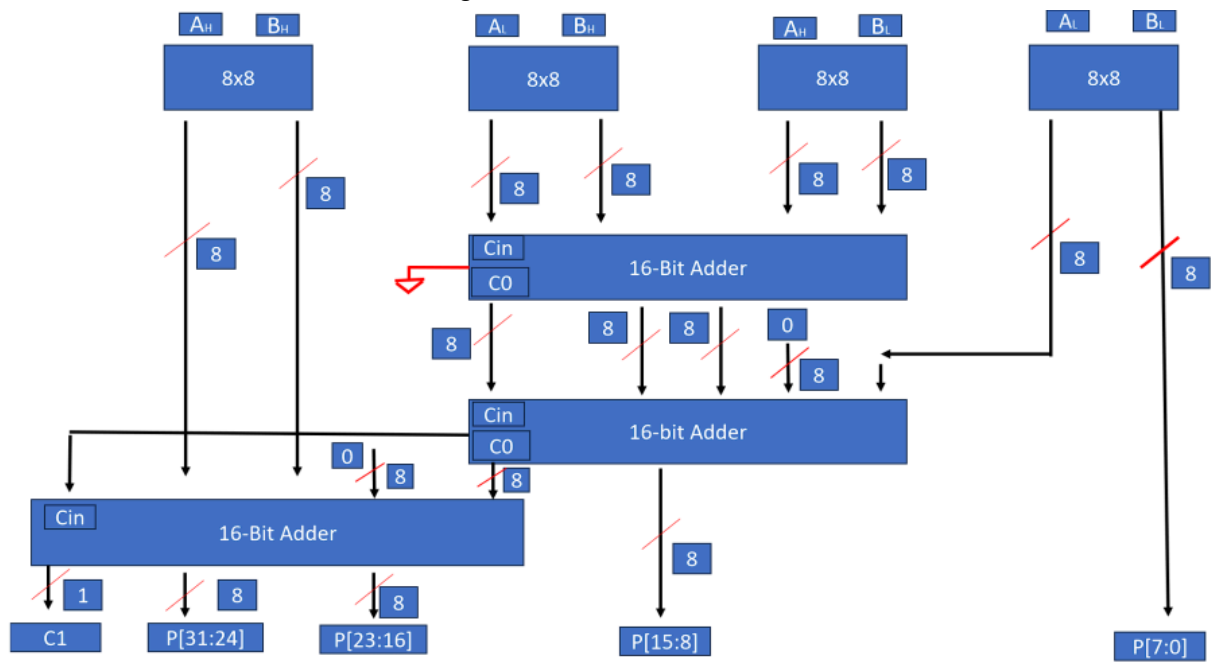 AH BH AL BH AH BL AL BL
8x8 8x8 8x8 8x8
8 8 8 8 8
8 8 8
Cin
16-Bit Adder
C0
8 8 8 0
8
Cin
16-bit Adder
C0
0 8 8
Cin
16-Bit Adder
8
1 8 8
C1 P[31:24] P[23:16] P[15:8] P[7:0]